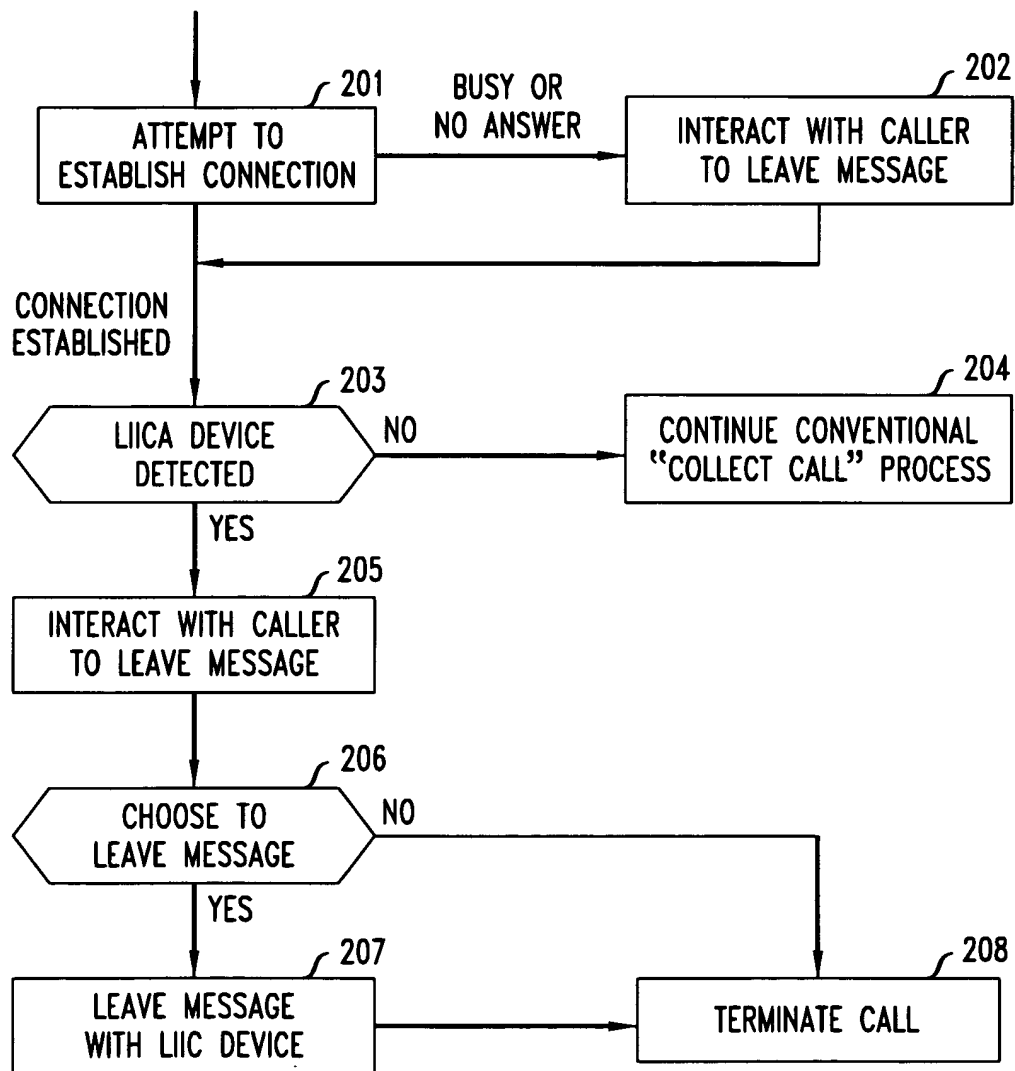 201
ATTEMPT TO
ESTABLISH CONNECTION
BUSY OR
NO ANSWER
202
INTERACT WITH CALLER
TO LEAVE MESSAGE
CONNECTION
ESTABLISHED
203
LIICA DEVICE
DETECTED
NO
204
CONTINUE CONVENTIONAL
“COLLECT CALL” PROCESS
YES
205
INTERACT WITH CALLER
TO LEAVE MESSAGE
206
CHOOSE TO
LEAVE MESSAGE
NO
YES
207
LEAVE MESSAGE
WITH LIIC DEVICE
208
TERMINATE CALL